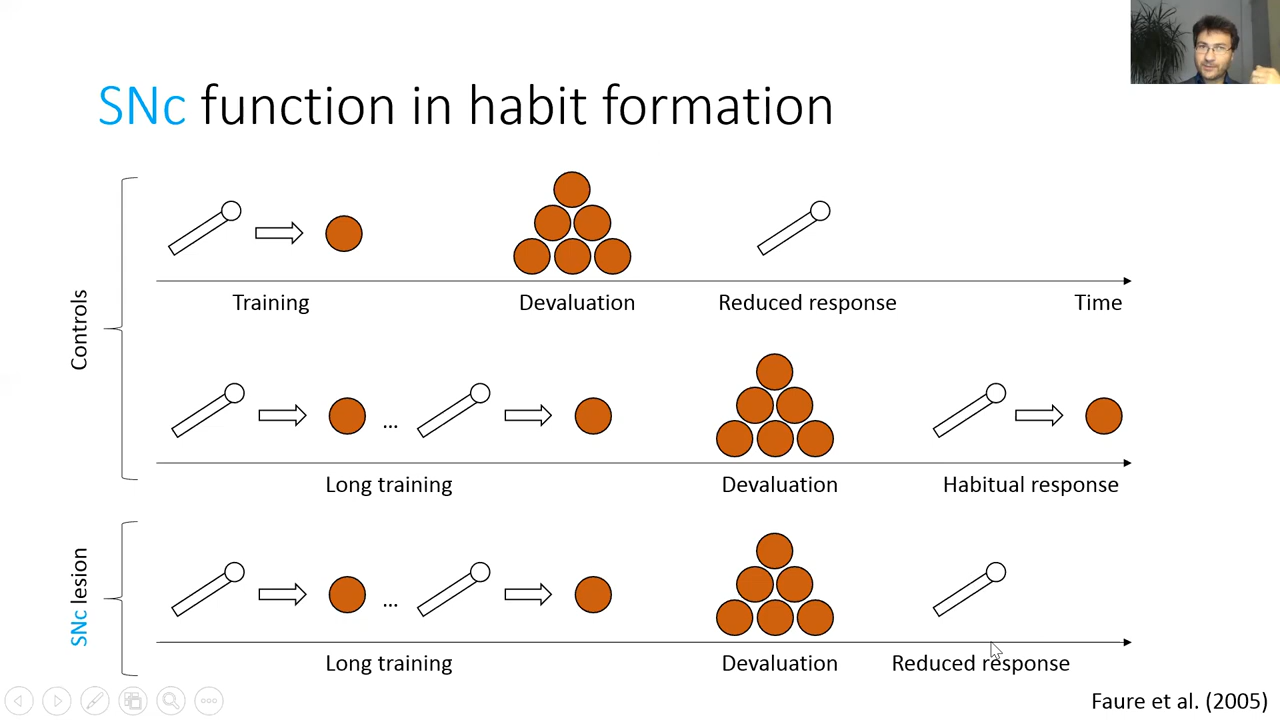 SNc function in habit formation
Controls
Training
Devaluation
Reduced response
Time
...
Long training
Devaluation
Habitual response
SNc lesion
...
Long training
Devaluation
Reduced response
Faure et al. (2005)